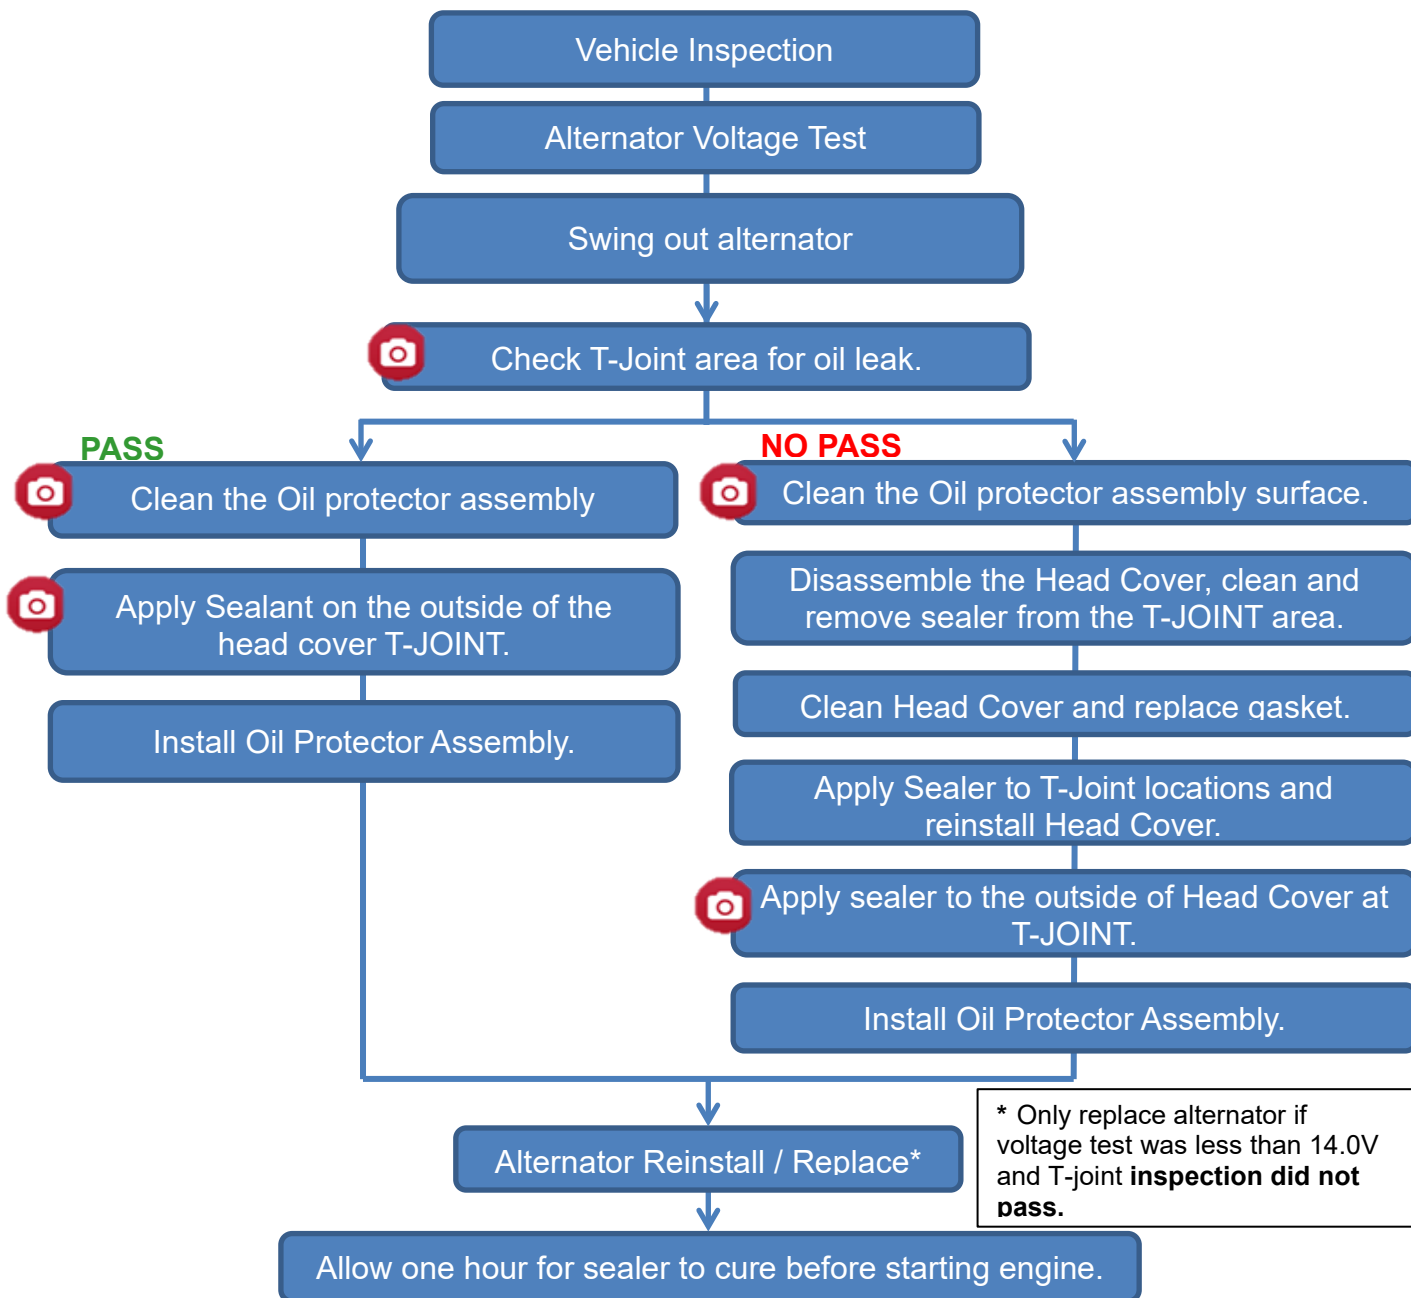 Vehicle Inspection
Alternator Voltage Test
Swing out alternator
Check T-Joint area for oil leak.
PASS
Clean the Oil protector assembly
Apply Sealant on the outside of the
head cover T-JOINT.
Install Oil Protector Assembly.
NO PASS
Clean the Oil protector assembly surface.
Disassemble the Head Cover, clean and
remove sealer from the T-JOINT area.
Clean Head Cover and replace gasket.
Apply Sealer to T-Joint locations and
reinstall Head Cover.
Apply sealer to the outside of Head Cover at
T-JOINT.
Install Oil Protector Assembly.
* Only replace alternator if
voltage test was less than 14.0V
and T-joint inspection did not
pass.
Alternator Reinstall / Replace*
Allow one hour for sealer to cure before starting engine.